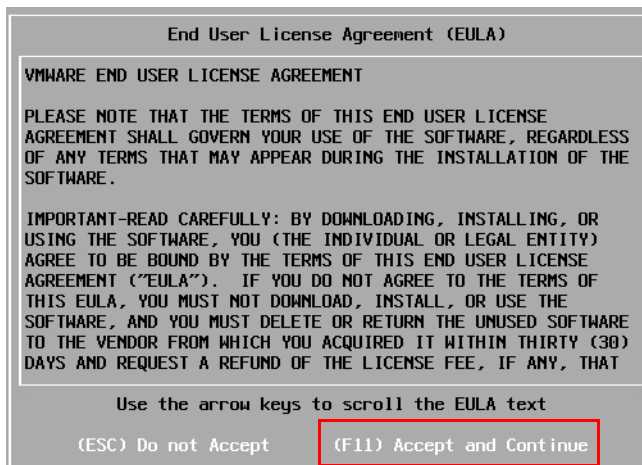 End User License Agreement (EULA)
VMWARE END USER LICENSE AGREEMENT
PLEASE NOTE THAT THE TERMS OF THIS END USER LICENSE
AGREEMENT SHALL GOVERN YOUR USE OF THE SOFTWARE, REGARDLESS
OF ANY TERMS THAT MAY APPEAR DURING THE INSTALLATION OF THE
SOFTWARE.
IMPORTANT-READ CAREFULLY: BY DOWNLOADING, INSTALLING, OR
USING THE SOFTWARE, YOU (THE INDIVIDUAL OR LEGAL ENTITY)
AGREE TO BE BOUND BY THE TERMS OF THIS END USER LICENSE
AGREEMENT ("EULA").  IF YOU DO NOT AGREE TO THE TERMS OF
THIS EULA, YOU MUST NOT DOWNLOAD, INSTALL, OR USE THE
SOFTWARE, AND YOU MUST DELETE OR RETURN THE UNUSED SOFTWARE
TO THE VENDOR FROM WHICH YOU ACQUIRED IT WITHIN THIRTY (30)
DAYS AND REQUEST A REFUND OF THE LICENSE FEE, IF ANY, THAT
Use the arrow keys to scroll the EULA text
(ESC) Do not Accept (F11) Accept and Continue